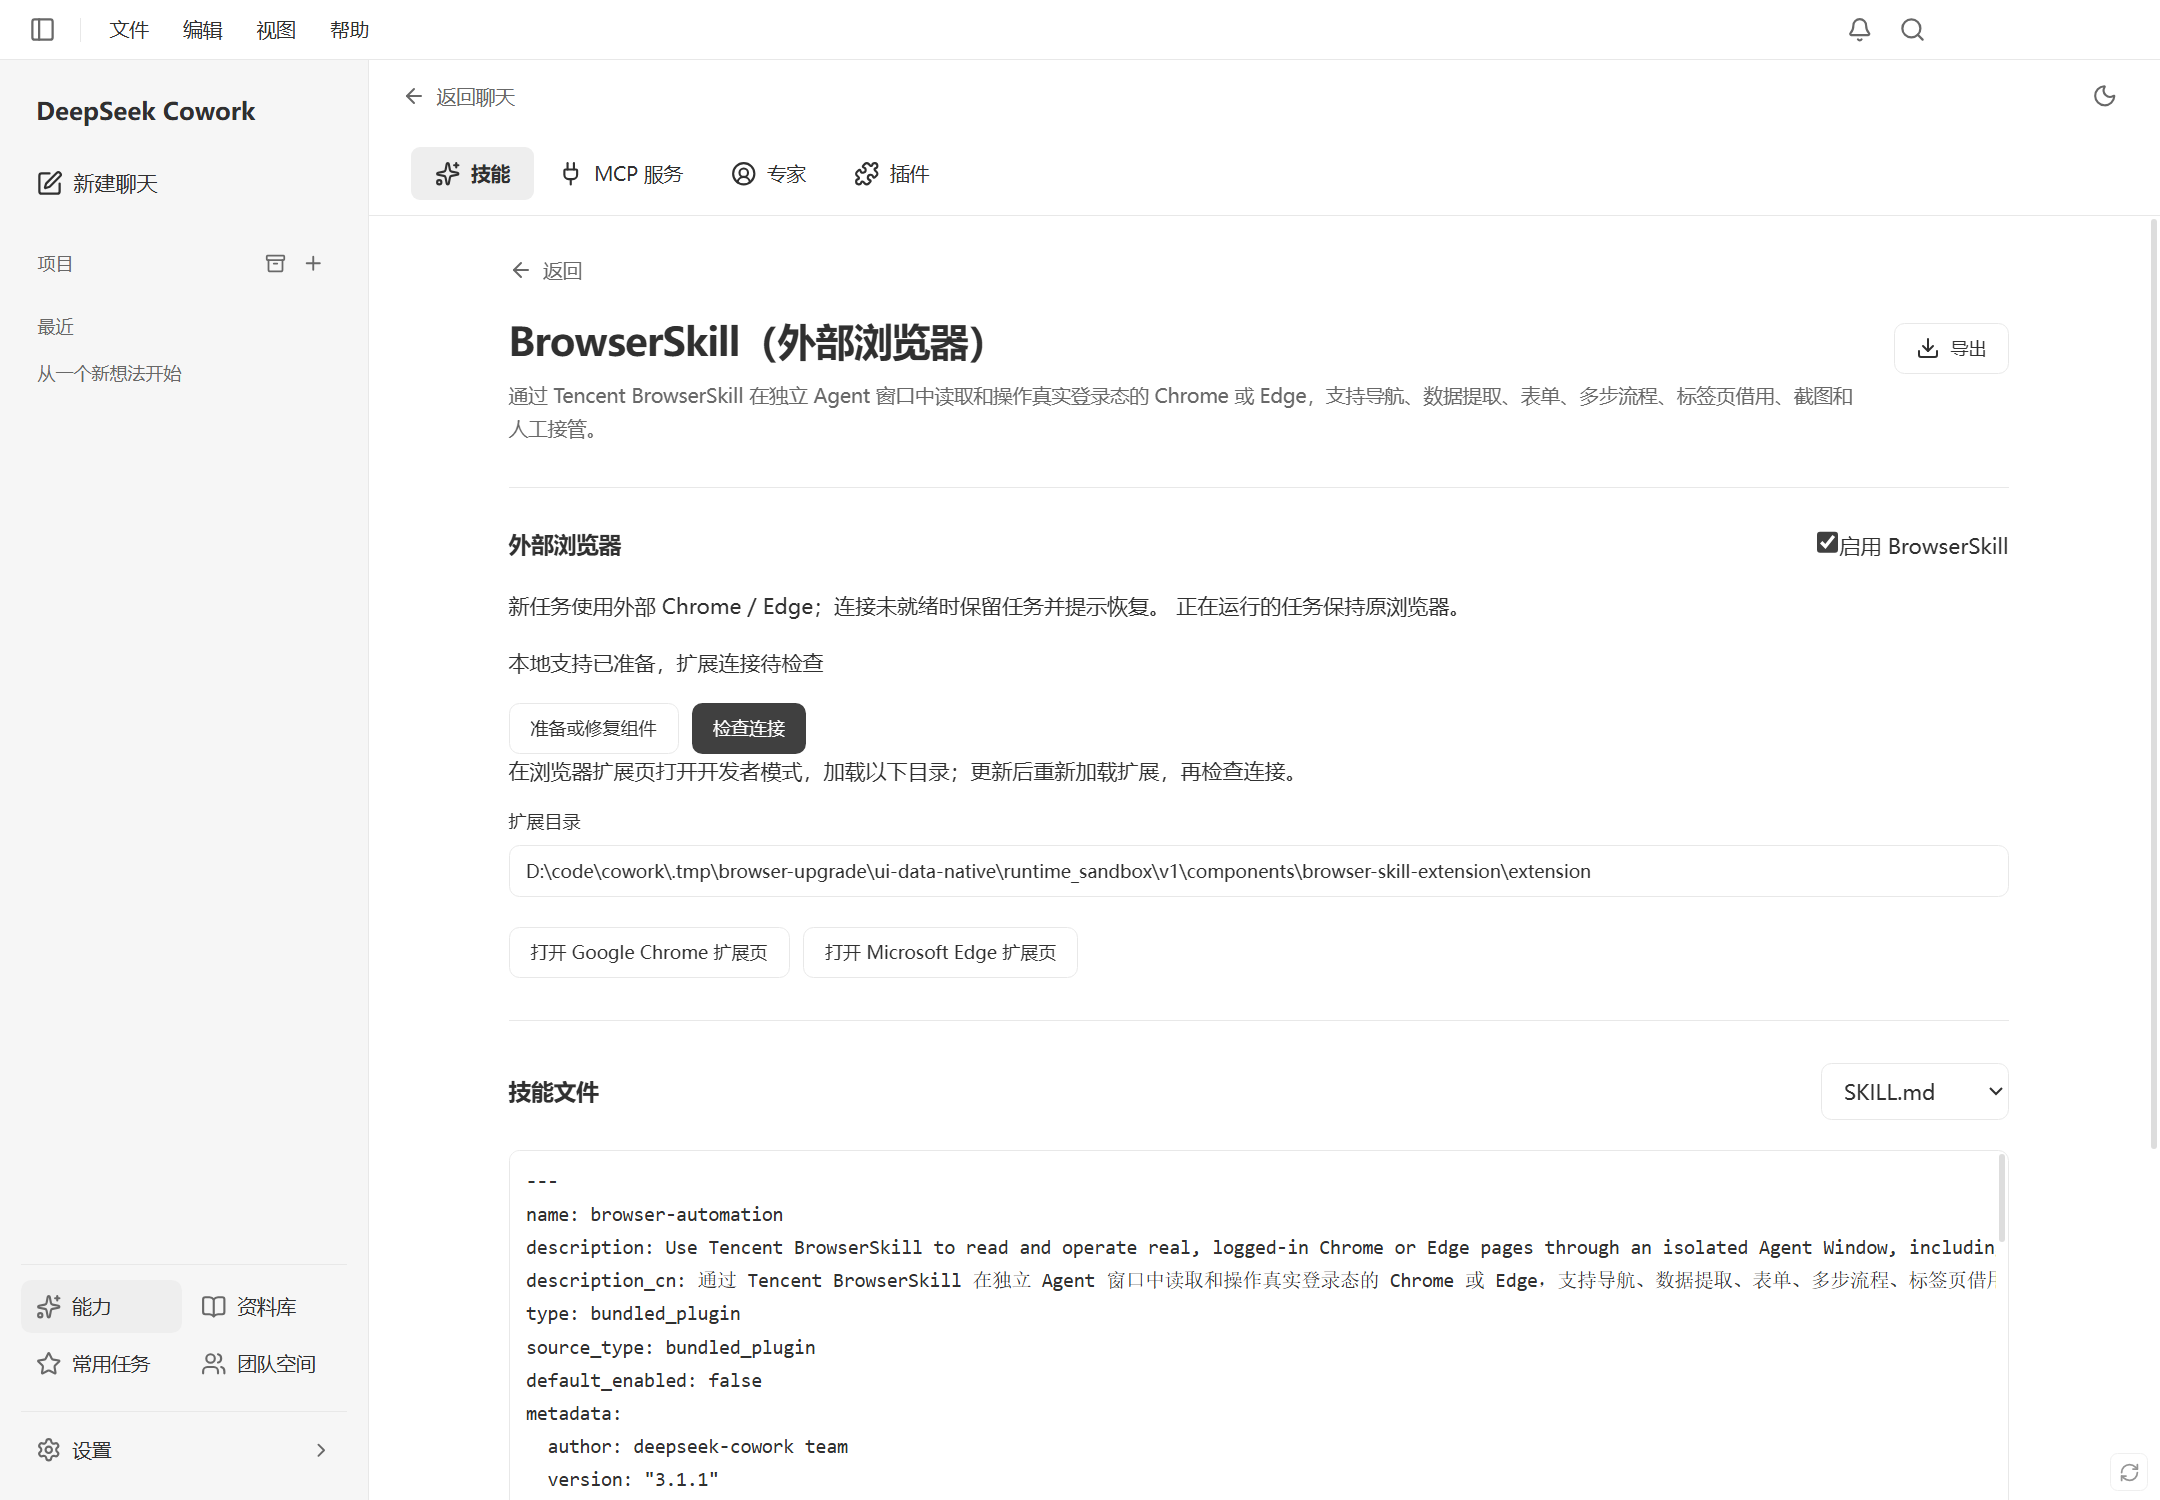 文件 编辑 视图 帮助
DeepSeek Cowork
新建聊天
项目
最近
从一个新想法开始
能力 资料库
常用任务 团队空间
设置
返回聊天
技能 MCP 服务 专家 插件
返回
BrowserSkill（外部浏览器）
导出
通过 Tencent BrowserSkill 在独立 Agent 窗口中读取和操作真实登录态的 Chrome 或 Edge，支持导航、数据提取、表单、多步流程、标签页借用、截图和
人工接管。
外部浏览器
启用 BrowserSkill
新任务使用外部 Chrome / Edge；连接未就绪时保留任务并提示恢复。 正在运行的任务保持原浏览器。
本地支持已准备，扩展连接待检查
准备或修复组件 检查连接
在浏览器扩展页打开开发者模式，加载以下目录；更新后重新加载扩展，再检查连接。
扩展目录
D:\code\cowork\.tmp\browser-upgrade\ui-data-native\runtime_sandbox\v1\components\browser-skill-extension\extension
打开 Google Chrome 扩展页 打开 Microsoft Edge 扩展页
技能文件
SKILL.md
---
name: browser-automation
description: Use Tencent BrowserSkill to read and operate real, logged-in Chrome or Edge pages through an isolated Agent Window, includin
description_cn: 通过 Tencent BrowserSkill 在独立 Agent 窗口中读取和操作真实登录态的 Chrome 或 Edge，支持导航、数据提取、表单、多步流程、标签页借用
type: bundled_plugin
source_type: bundled_plugin
default_enabled: false
metadata:
  author: deepseek-cowork team
  version: "3.1.1"